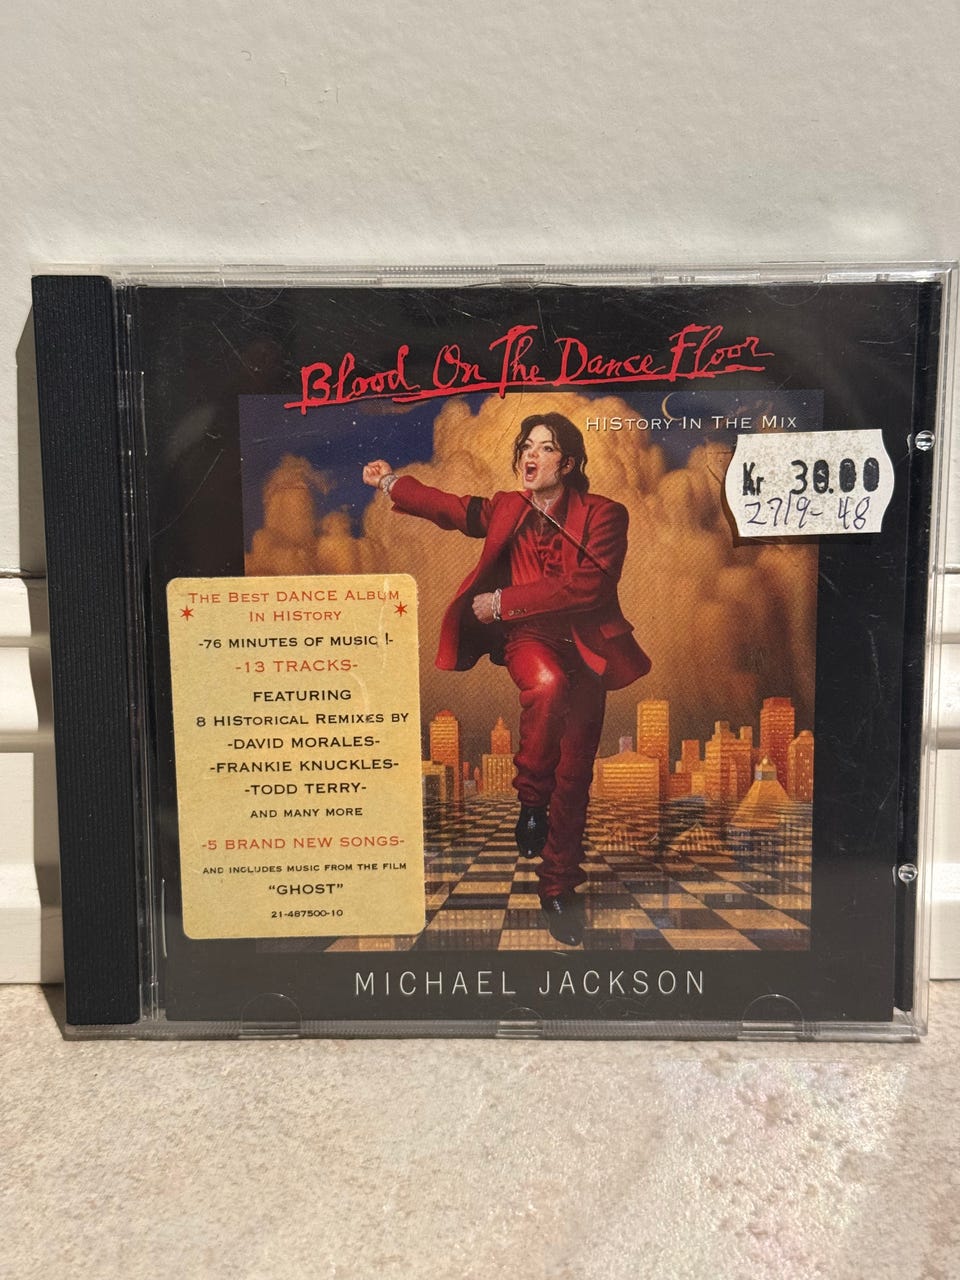 Blood On The Dance Floor
HIStory In The Mix
Kr 30.00
27/9- 48
The Best DANCE Album
In HIStory
-76 MINUTES OF MUSIC !-
-13 TRACKS-
FEATURING
8 HIStorical Remixes by
-DAVID MORALES-
-FRANKIE KNUCKLES-
-TODD TERRY-
AND MANY MORE
-5 BRAND NEW SONGS-
AND INCLUDES MUSIC FROM THE FILM
“GHOST”
21-487500-10
MICHAEL JACKSON